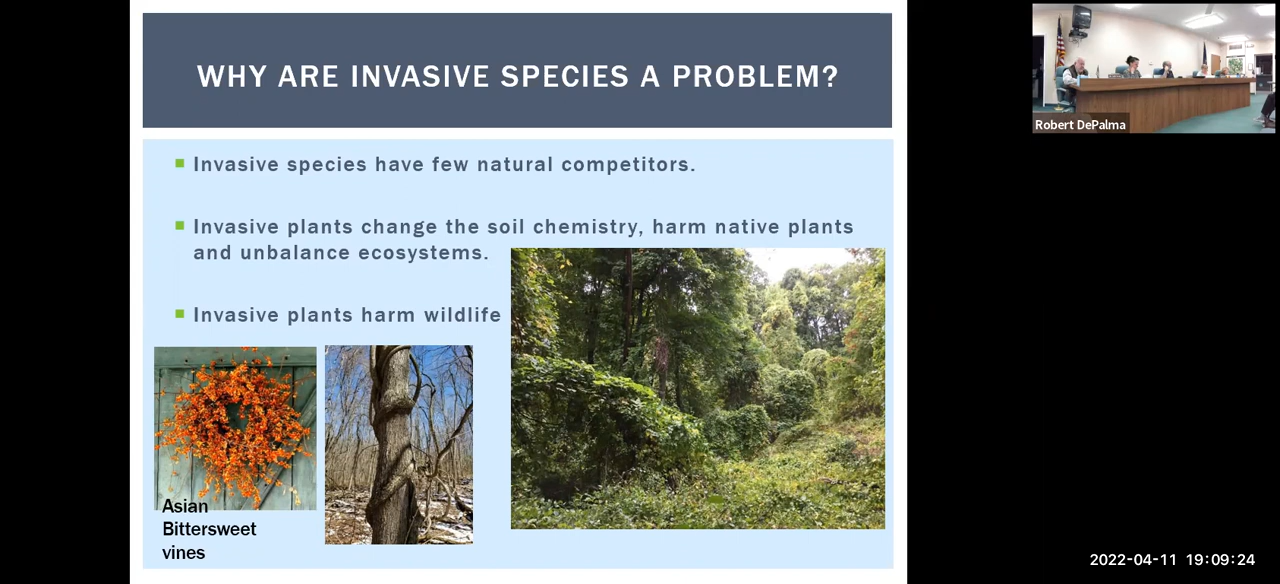 WHY ARE INVASIVE SPECIES A PROBLEM?
Invasive species have few natural competitors.
Invasive plants change the soil chemistry, harm native plants
and unbalance ecosystems.
Invasive plants harm wildlife
Asian
Bittersweet
vines
Robert DePalma
2022-04-11 19:09:24